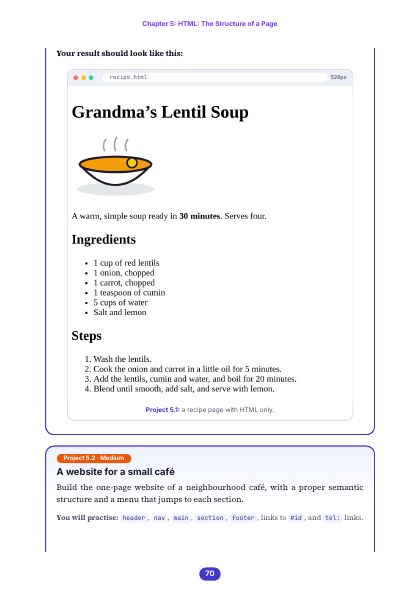 Chapter 5: HTML: The Structure of a Page
Your result should look like this:
recipe.html 520px
Grandma's Lentil Soup
A warm, simple soup ready in 30 minutes. Serves four.
Ingredients
• 1 cup of red lentils
• 1 onion, chopped
• 1 carrot, chopped
• 1 teaspoon of cumin
• 5 cups of water
• Salt and lemon
Steps
1. Wash the lentils.
2. Cook the onion and carrot in a little oil for 5 minutes.
3. Add the lentils, cumin and water, and boil for 20 minutes.
4. Blend until smooth, add salt, and serve with lemon.
Project 5.1: a recipe page with HTML only.
Project 5.2 · Medium
A website for a small café
Build the one-page website of a neighbourhood café, with a proper semantic
structure and a menu that jumps to each section.
You will practise: header, nav, main, section, footer, links to #id, and tel: links.
70